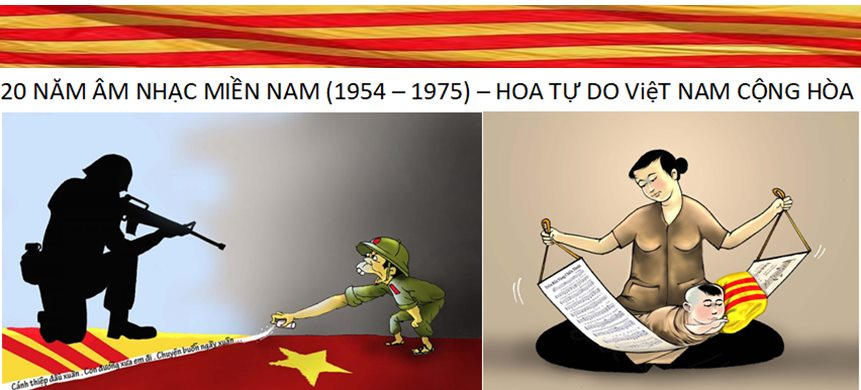 20 NĂM ÂM NHẠC MIỀN NAM (1954 – 1975) – HOA TỰ DO ViỆT NAM CỘNG HÒA
Cánh thiệp đầu xuân . Con đường xưa em đi . Chuyện buồn ngày xuân ...